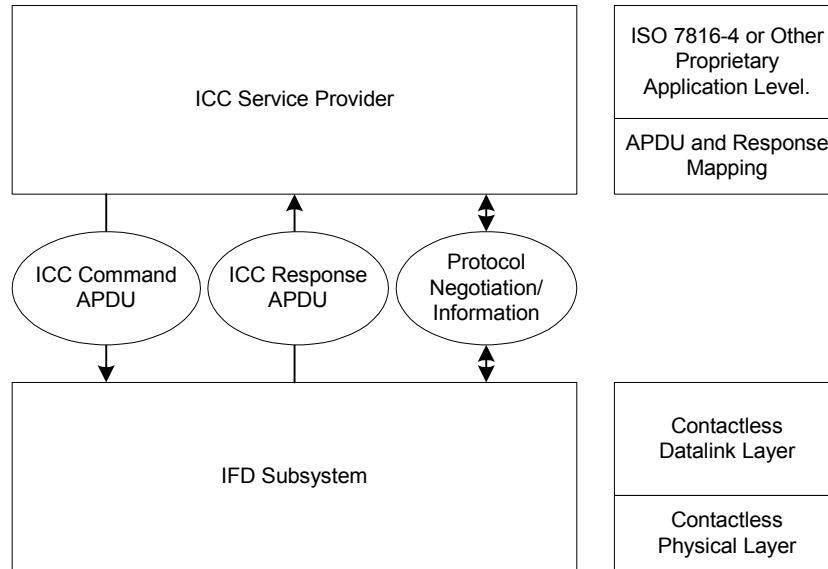 ICC Service Provider
ISO 7816-4 or Other
Proprietary
Application Level.
APDU and Response
Mapping
ICC Command
APDU
ICC Response
APDU
Protocol
Negotiation/
Information
IFD Subsystem
Contactless
Datalink Layer
Contactless
Physical Layer